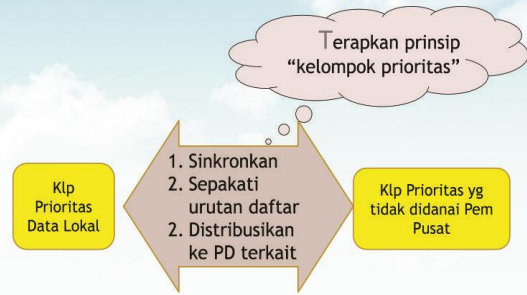 Terapkan prinsip
“kelompok prioritas”
Klp
Prioritas
Data Lokal
1. Sinkronkan
2. Sepakati
urutan daftar
2. Distribusikan
ke PD terkait
Klp Prioritas yg
tidak didanai Pem
Pusat